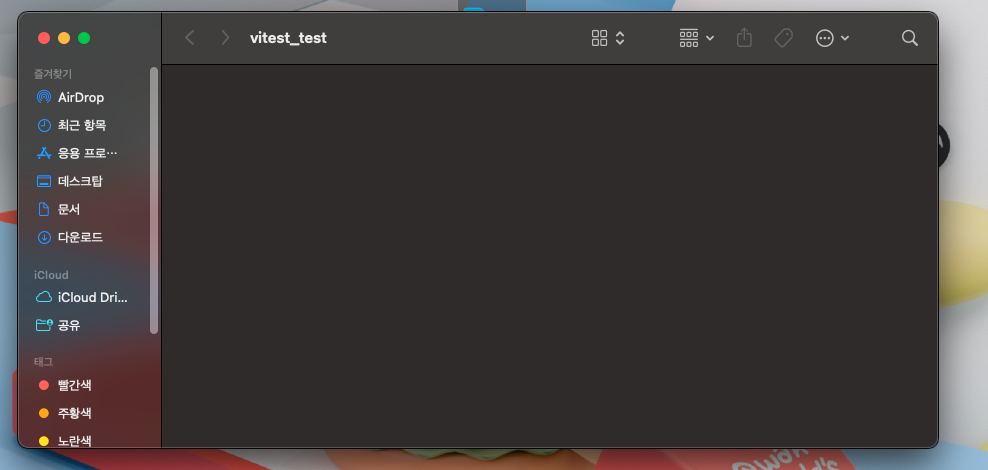 vitest_test
즐겨찾기
AirDrop
최근 항목
응용 프로…
데스크탑
문서
다운로드
iCloud
iCloud Dri…
공유
태그
빨간색
주황색
노란색